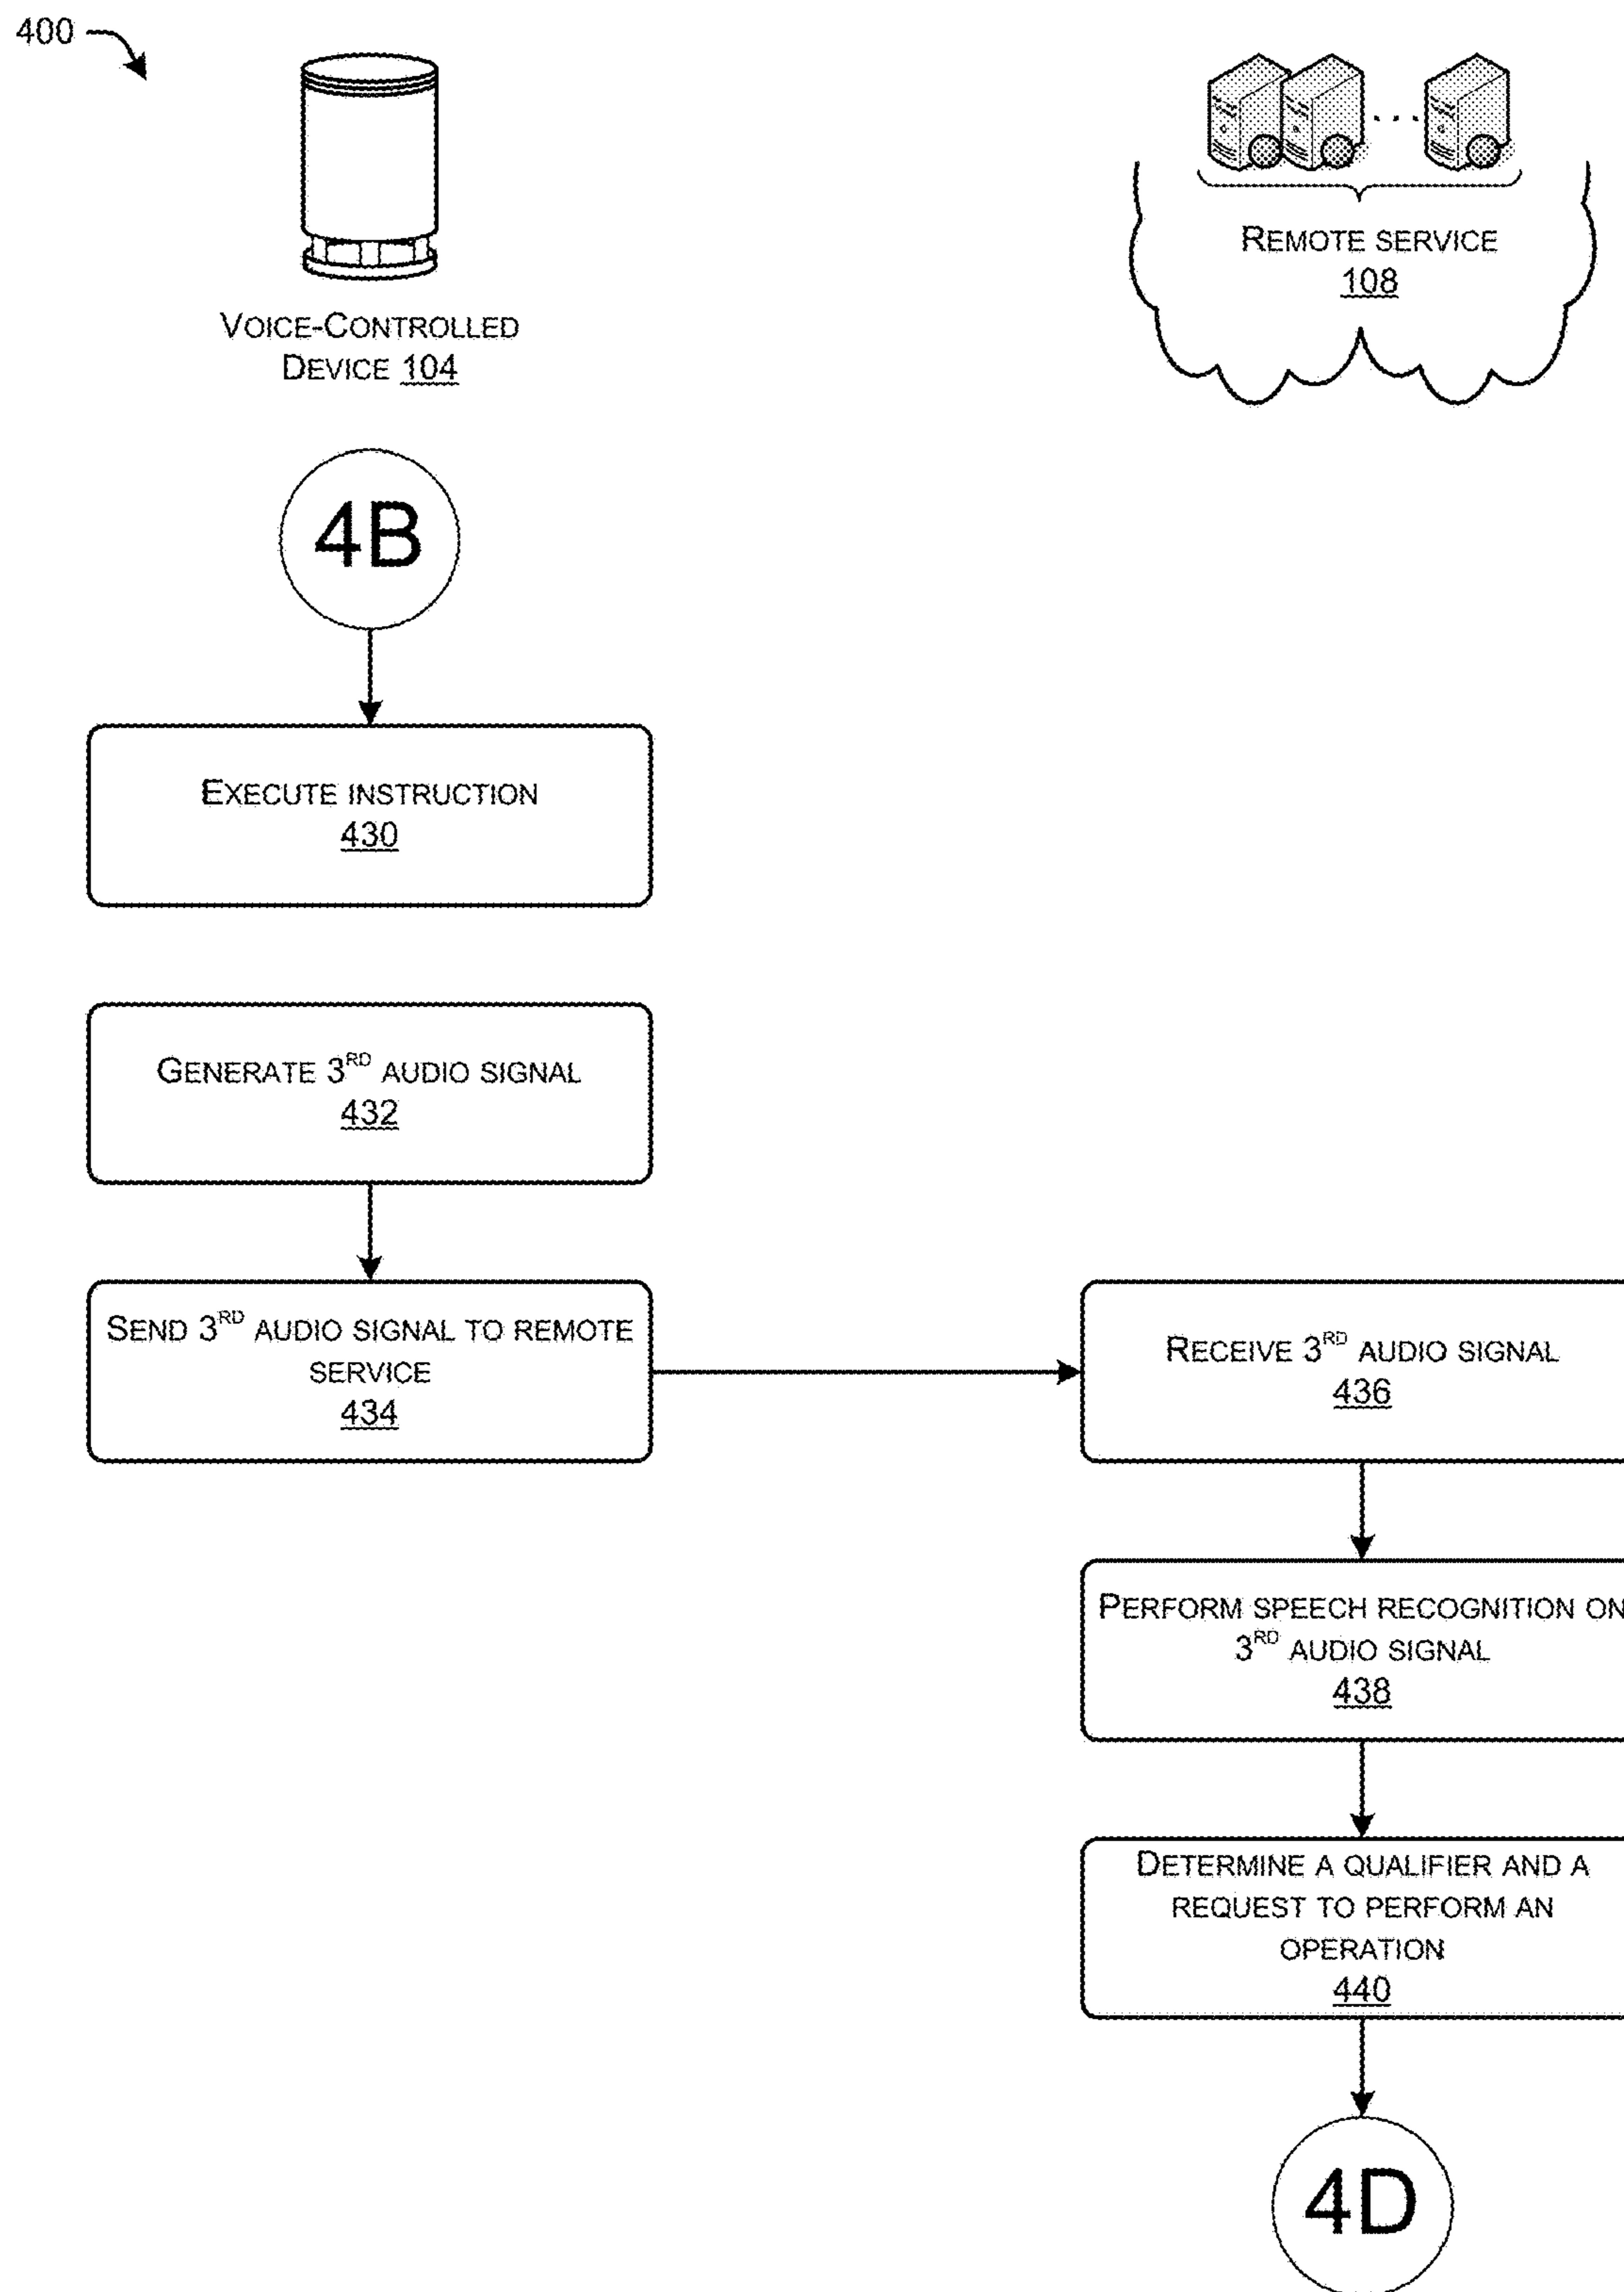 400
REMOTE SERVICE
108
VOICE-CONTROLLED
DEVICE 104
4B
EXECUTE INSTRUCTION
430
GENERATE 3RD AUDIO SIGNAL
432
SEND 3RD AUDIO SIGNAL TO REMOTE
SERVICE
434
RECEIVE 3RD AUDIO SIGNAL
436
PERFORM SPEECH RECOGNITION ON
3RD AUDIO SIGNAL
438
DETERMINE A QUALIFIER AND A
REQUEST TO PERFORM AN
OPERATION
440
4D